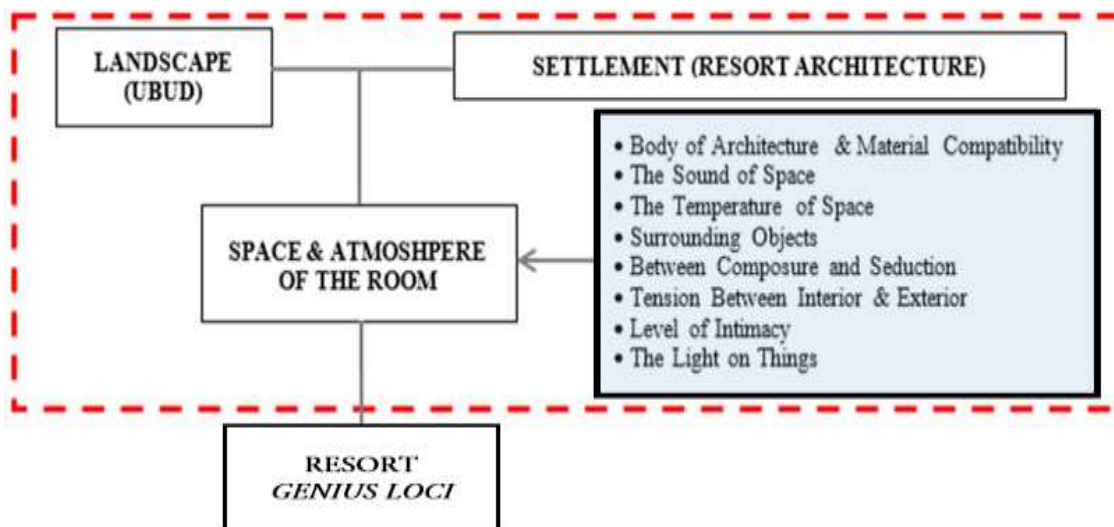 LANDSCAPE
(UBUD)
SETTLEMENT (RESORT ARCHITECTURE)
• Body of Architecture & Material Compatibility
• The Sound of Space
• The Temperature of Space
• Surrounding Objects
• Between Composure and Seduction
• Tension Between Interior & Exterior
• Level of Intimacy
• The Light on Things
SPACE & ATMOSHPERE
OF THE ROOM
RESORT
GENIUS LOCI